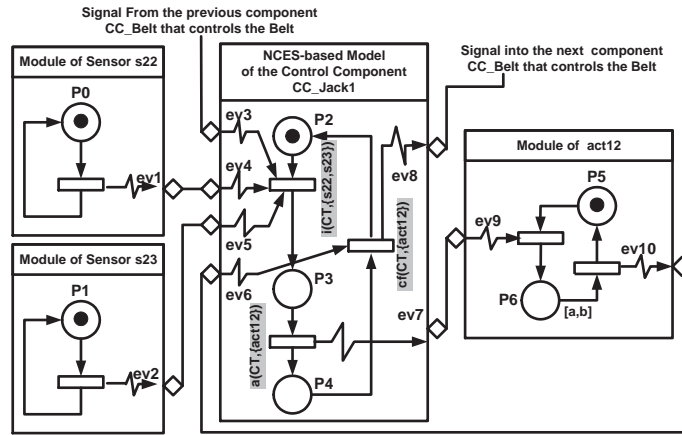 Signal From the previous component
CC_Belt that controls the Belt
Module of Sensor s22
P0
ev1
NCES-based Model
of the Control Component
CC_Jack1
ev3
P2
ev4
i(CT,{s22,s23})
ev8
ev5
cf(CT,{act12})
ev6
P3
ev7
a(CT,{act12})
P4
Signal into the next component
CC_Belt that controls the Belt
Module of act12
P5
ev9
ev10
P6
[a,b]
Module of Sensor s23
P1
ev2